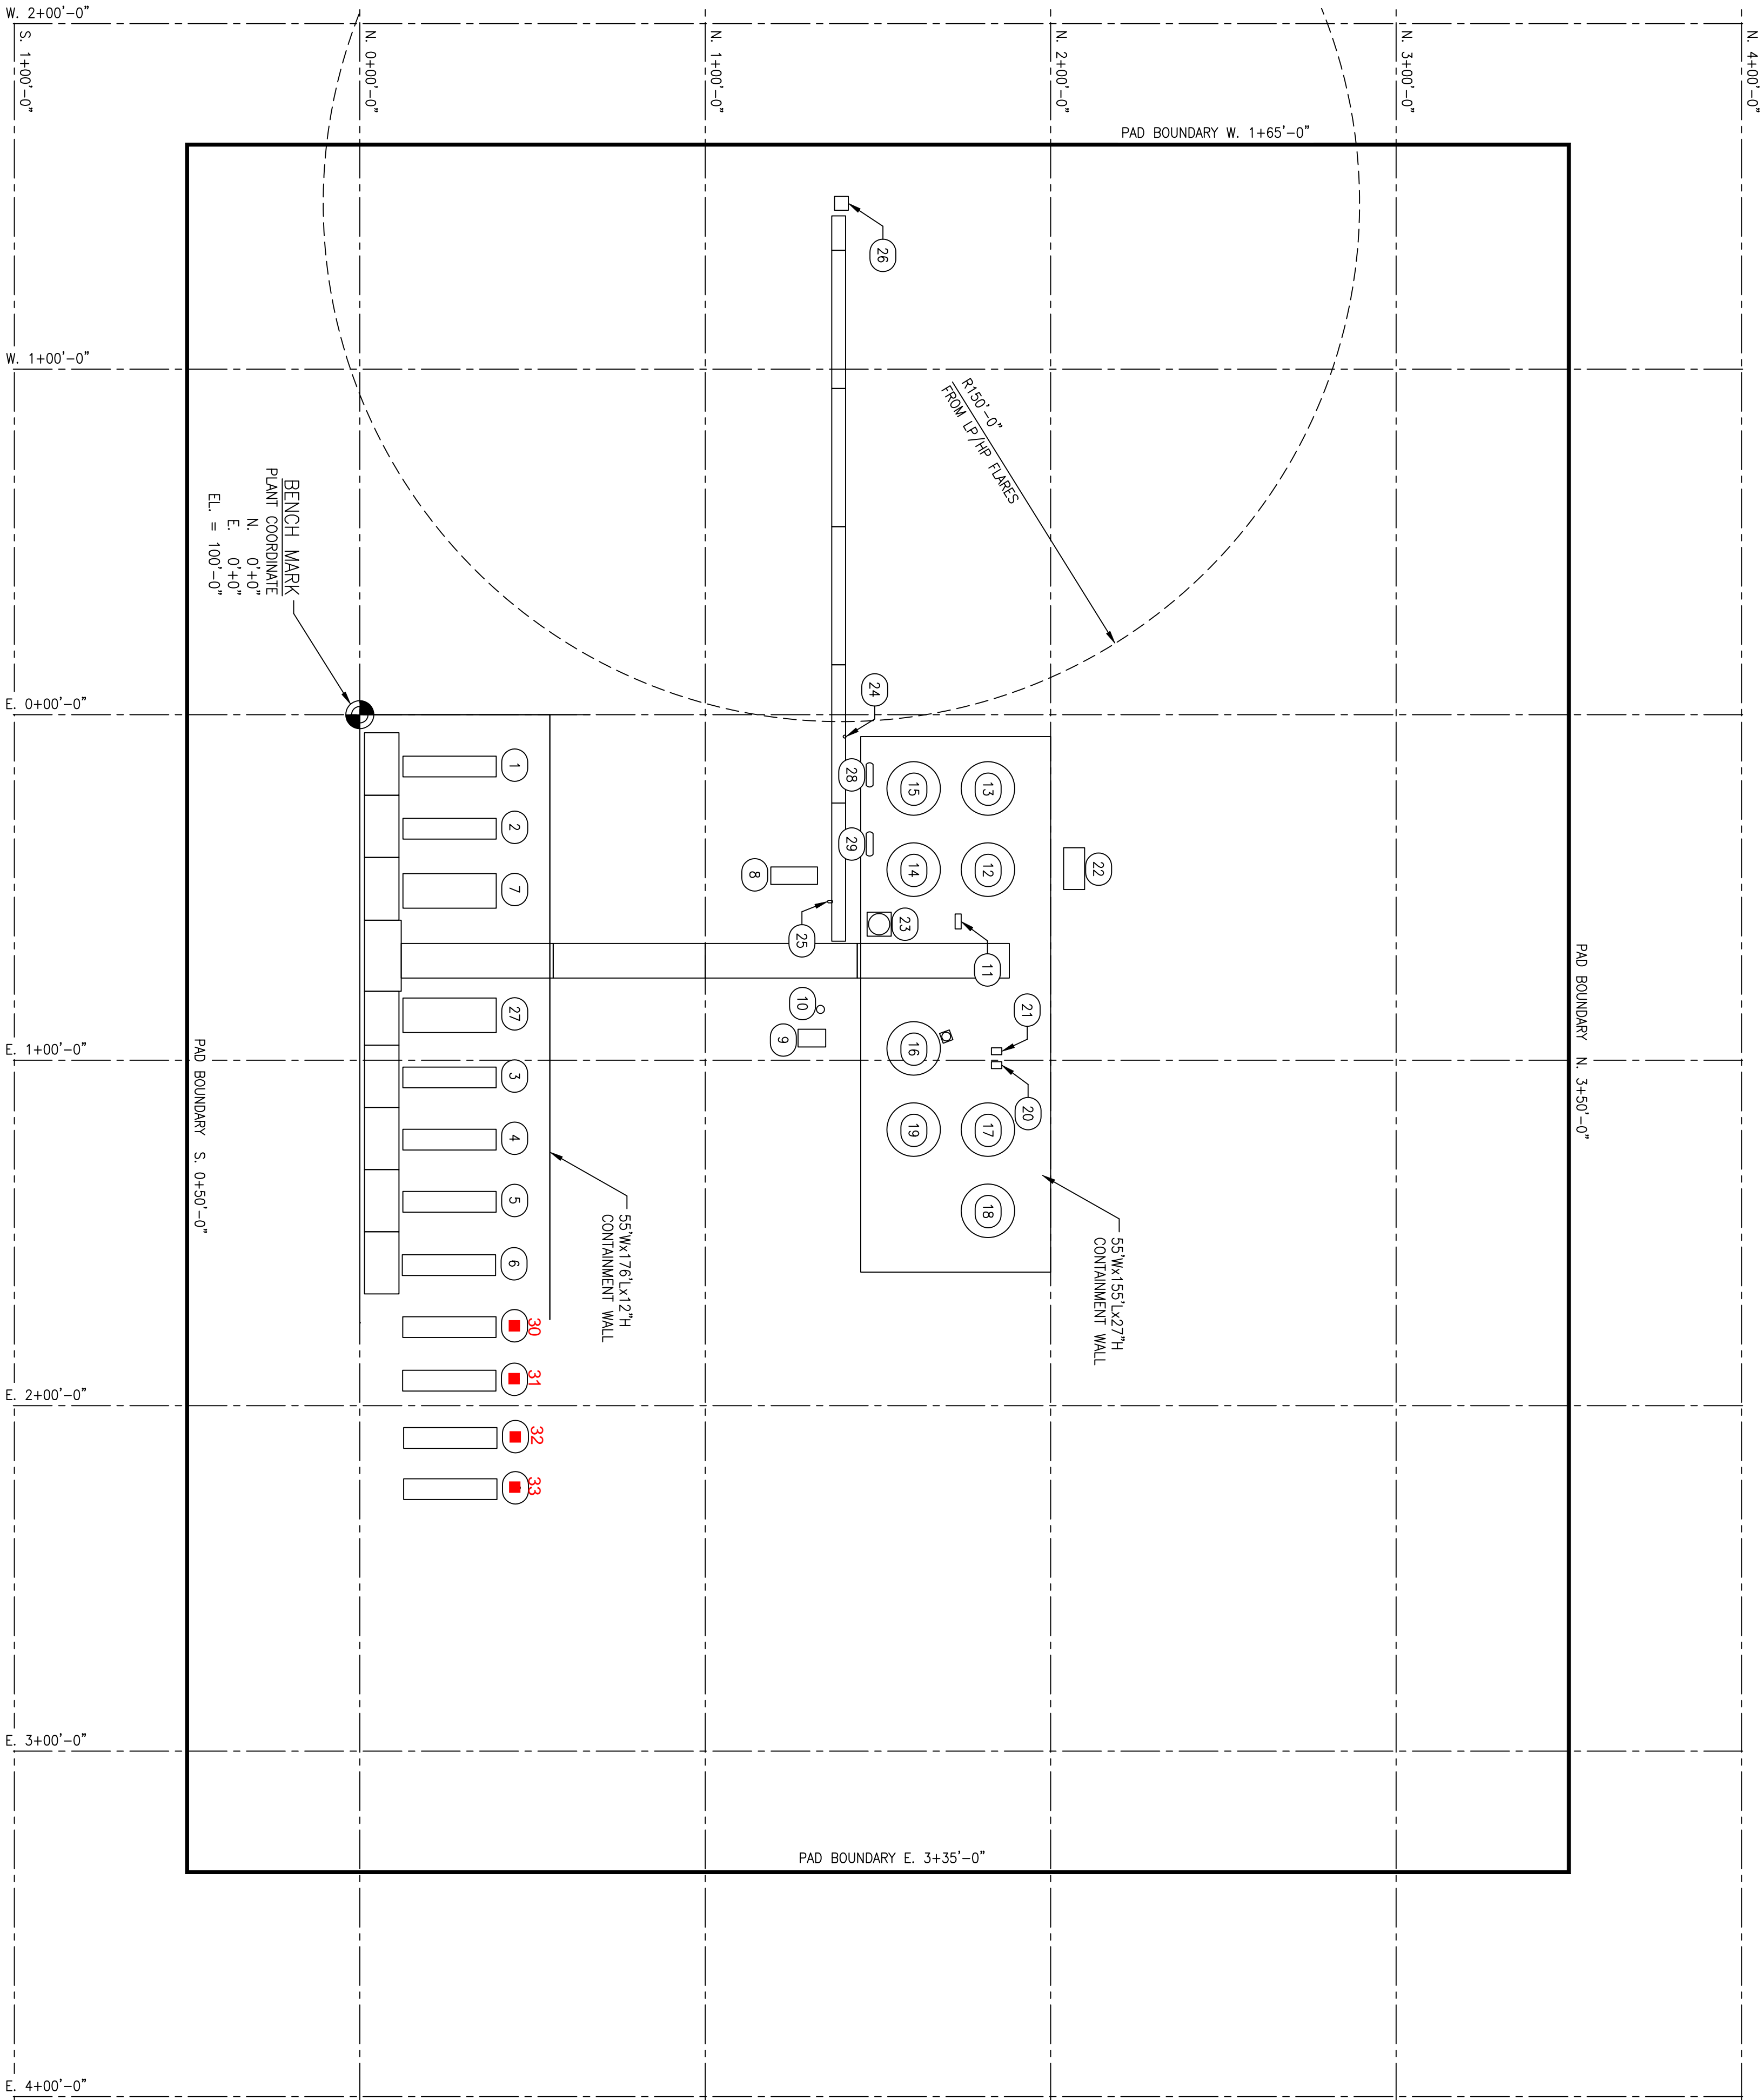 W. 2+00'-0"
S. 1+00'-0"
N. 0+00'-0"
N. 1+00'-0"
N. 2+00'-0"
N. 3+00'-0"
N. 4+00'-0"
PAD BOUNDARY W. 1+65'-0"
26
W. 1+00'-0"
R150'-0"
FROM LP/HP FLARES
BENCH MARK
PLANT COORDINATE
N. 0'+0"
E. 0'+0"
EL. = 100'-0"
E. 0+00'-0"
24
1
28
15
13
2
29
14
12
22
7
8
25
23
11
PAD BOUNDARY N. 3+50'-0"
27
10
9
21
E. 1+00'-0"
16
3
20
PAD BOUNDARY S. 0+50'-0"
4
19
17
5
18
6
55'Wx176'Lx12"H
CONTAINMENT WALL
55'Wx155'Lx27"H
CONTAINMENT WALL
30
31
E. 2+00'-0"
32
33
E. 3+00'-0"
PAD BOUNDARY E. 3+35'-0"
E. 4+00'-0"